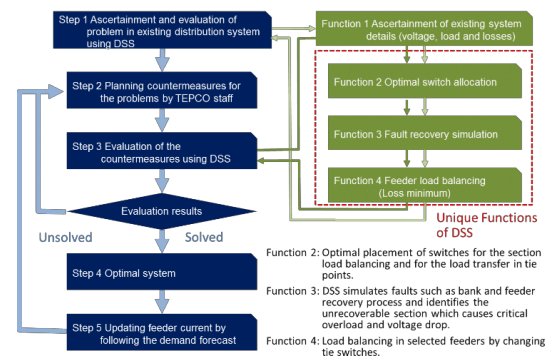 Step 1 Ascertainment and evaluation of
problem in existing distribution system
using DSS
Function 1 Ascertainment of existing system
details (voltage, load and losses)
Step 2 Planning countermeasures for
the problems by TEPCO staff
Function 2 Optimal switch allocation
Step 3 Evaluation of the
countermeasures using DSS
Function 3 Fault recovery simulation
Function 4 Feeder load balancing
(Loss minimum)
Evaluation results
Unique Functions
of DSS
Unsolved
Solved
Step 4 Optimal system
Step 5 Updating feeder current by
following the demand forecast
Function 2: Optimal placement of switches for the section
load balancing and for the load transfer in tie
points.
Function 3: DSS simulates faults such as bank and feeder
recovery process and identifies the
unrecoverable section which causes critical
overload and voltage drop.
Function 4: Load balancing in selected feeders by changing
tie switches.